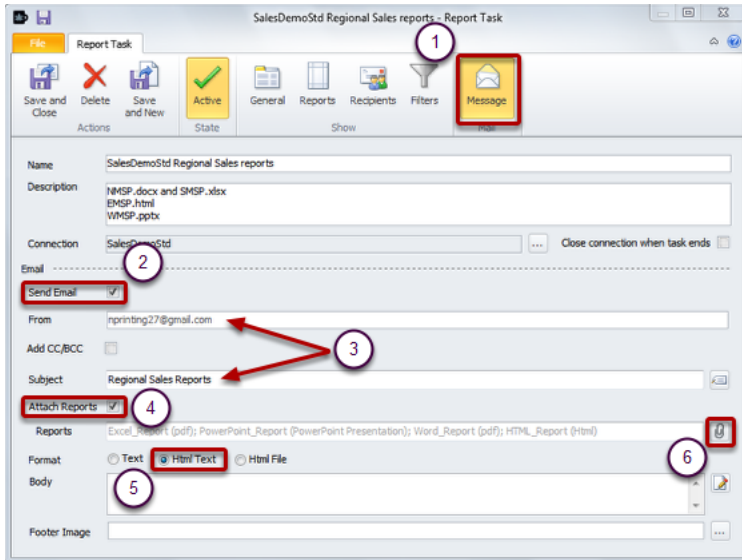 SalesDemoStd Regional Sales reports - Report Task
File Report Task
1
Save and Close
Delete
Save and New
Active
General
Reports
Recipients
Filters
Message
Actions
State
Show
Mail
Name SalesDemoStd Regional Sales reports
Description NMSP.docx and SMSP.xlsx
EMSP.html
WMSP.pptx
Connection SalesDemoStd ... Close connection when task ends
2
Email
Send Email
From nprinting27@gmail.com
Add CC/BCC
3
Subject Regional Sales Reports
Attach Reports 4
Reports Excel_Report (pdf); PowerPoint_Report (PowerPoint Presentation); Word_Report (pdf); HTML_Report (Html)
6
Format Text Html Text Html File
5
Body
Footer Image ...